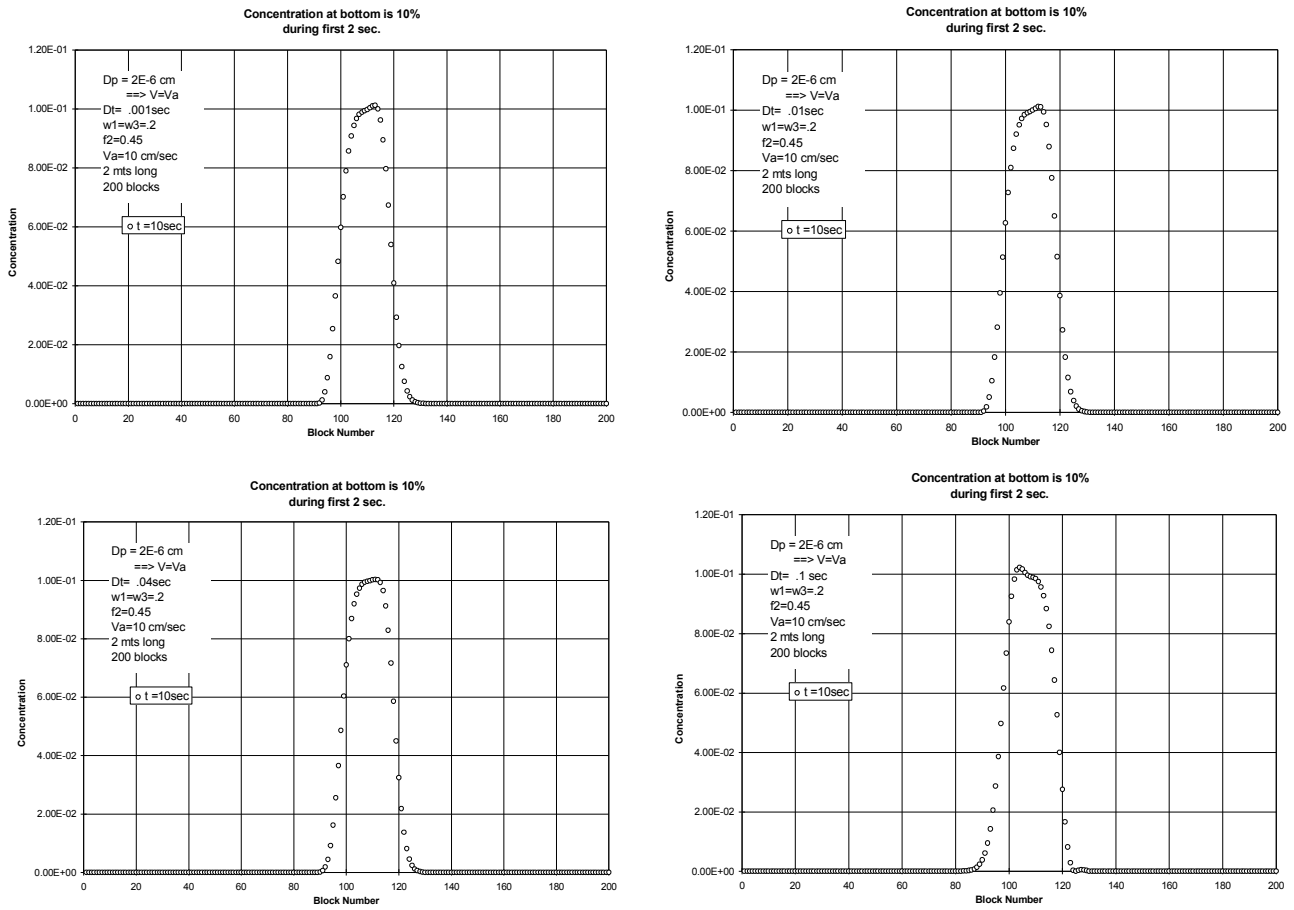 Concentration at bottom is 10%
during first 2 sec.
1.20E-01
1.00E-01
8.00E-02
6.00E-02
4.00E-02
2.00E-02
0.00E+00
Concentration
Dp = 2E-6 cm
==> V=Va
Dt= .001sec
w1=w3=.2
f2=0.45
Va=10 cm/sec
2 mts long
200 blocks
t =10sec
0 20 40 60 80 100 120 140 160 180 200
Block Number
Concentration at bottom is 10%
during first 2 sec.
1.20E-01
1.00E-01
8.00E-02
6.00E-02
4.00E-02
2.00E-02
0.00E+00
Concentration
Dp = 2E-6 cm
==> V=Va
Dt= .01sec
w1=w3=.2
f2=0.45
Va=10 cm/sec
2 mts long
200 blocks
t =10sec
0 20 40 60 80 100 120 140 160 180 200
Block Number
Concentration at bottom is 10%
during first 2 sec.
1.20E-01
1.00E-01
8.00E-02
6.00E-02
4.00E-02
2.00E-02
0.00E+00
Concentration
Dp = 2E-6 cm
==> V=Va
Dt= .04sec
w1=w3=.2
f2=0.45
Va=10 cm/sec
2 mts long
200 blocks
t =10sec
0 20 40 60 80 100 120 140 160 180 200
Block Number
Concentration at bottom is 10%
during first 2 sec.
1.20E-01
1.00E-01
8.00E-02
6.00E-02
4.00E-02
2.00E-02
0.00E+00
Concentration
Dp = 2E-6 cm
==> V=Va
Dt= .1 sec
w1=w3=.2
f2=0.45
Va=10 cm/sec
2 mts long
200 blocks
t =10sec
0 20 40 60 80 100 120 140 160 180 200
Block Number